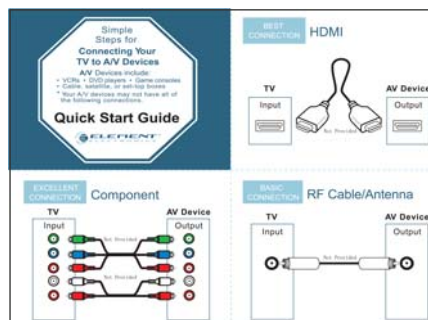 Simple
Steps for
Connecting Your
TV to A/V Devices
A/V Devices include:
• VCRs • DVD players • Game consoles
• Cable, satellite, or set-top boxes
* Your A/V devices may not have all of
the following connections.
Quick Start Guide
ELEMENT
ELECTRONICS
BEST
CONNECTION
HDMI
TV
AV Device
Input
Output
Not Provided
EXCELLENT
CONNECTION
Component
TV
AV Device
Input
Output
Not Provided
Not Provided
BASIC
CONNECTION
RF Cable/Antenna
TV
AV Device
Input
Output
Not Provided